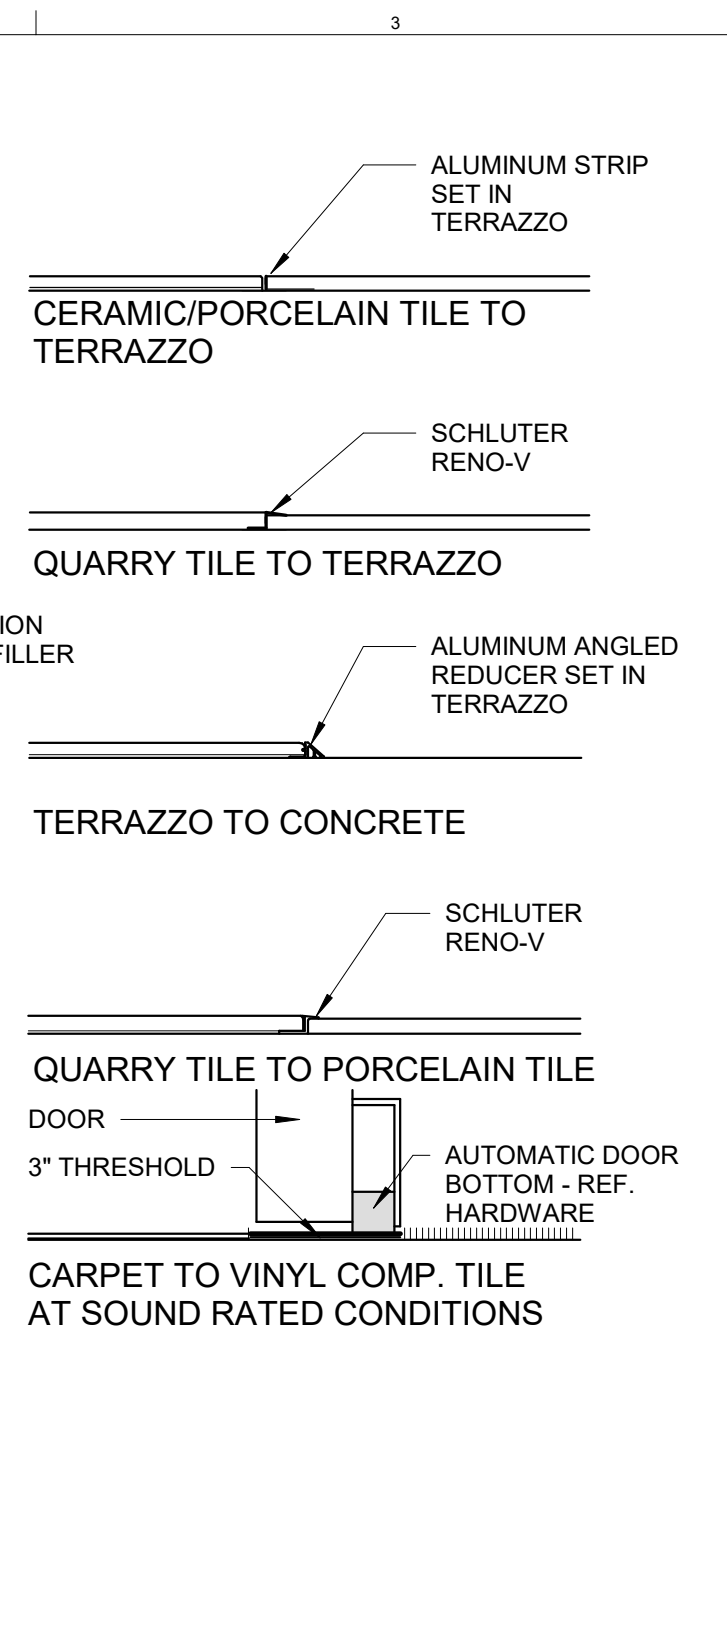 3
ALUMINUM STRIP
SET IN
TERRAZZO
CERAMIC/PORCELAIN TILE TO
TERRAZZO
SCHLUTER
RENO-V
QUARRY TILE TO TERRAZZO
ION
FILLER
ALUMINUM ANGLED
REDUCER SET IN
TERRAZZO
TERRAZZO TO CONCRETE
SCHLUTER
RENO-V
QUARRY TILE TO PORCELAIN TILE
DOOR
3" THRESHOLD
AUTOMATIC DOOR
BOTTOM - REF.
HARDWARE
CARPET TO VINYL COMP. TILE
AT SOUND RATED CONDITIONS